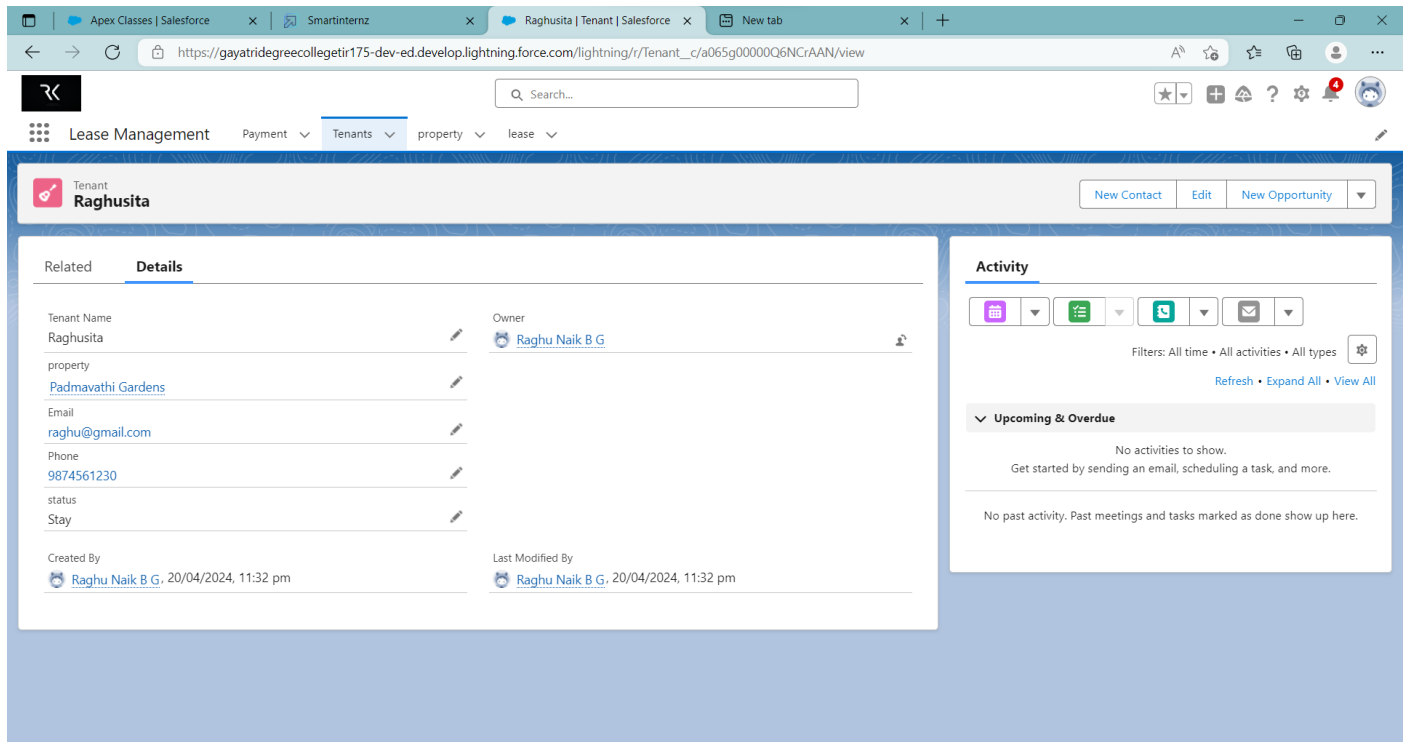 Apex Classes | Salesforce Smartinternz Raghusita | Tenant | Salesforce New tab
https://gayatridegreecollegetir175-dev-ed.develop.lightning.force.com/lightning/r/Tenant__c/a065g00000Q6NCrAAN/view
Search...
4
Lease Management Payment Tenants property lease
Tenant
Raghusita
New Contact Edit New Opportunity
Related Details
Tenant Name
Raghusita
property
Padmavathi Gardens
Email
raghu@gmail.com
Phone
9874561230
status
Stay
Created By
Raghu Naik B G, 20/04/2024, 11:32 pm
Owner
Raghu Naik B G
Last Modified By
Raghu Naik B G, 20/04/2024, 11:32 pm
Activity
Filters: All time • All activities • All types
Refresh • Expand All • View All
Upcoming & Overdue
No activities to show.
Get started by sending an email, scheduling a task, and more.
No past activity. Past meetings and tasks marked as done show up here.